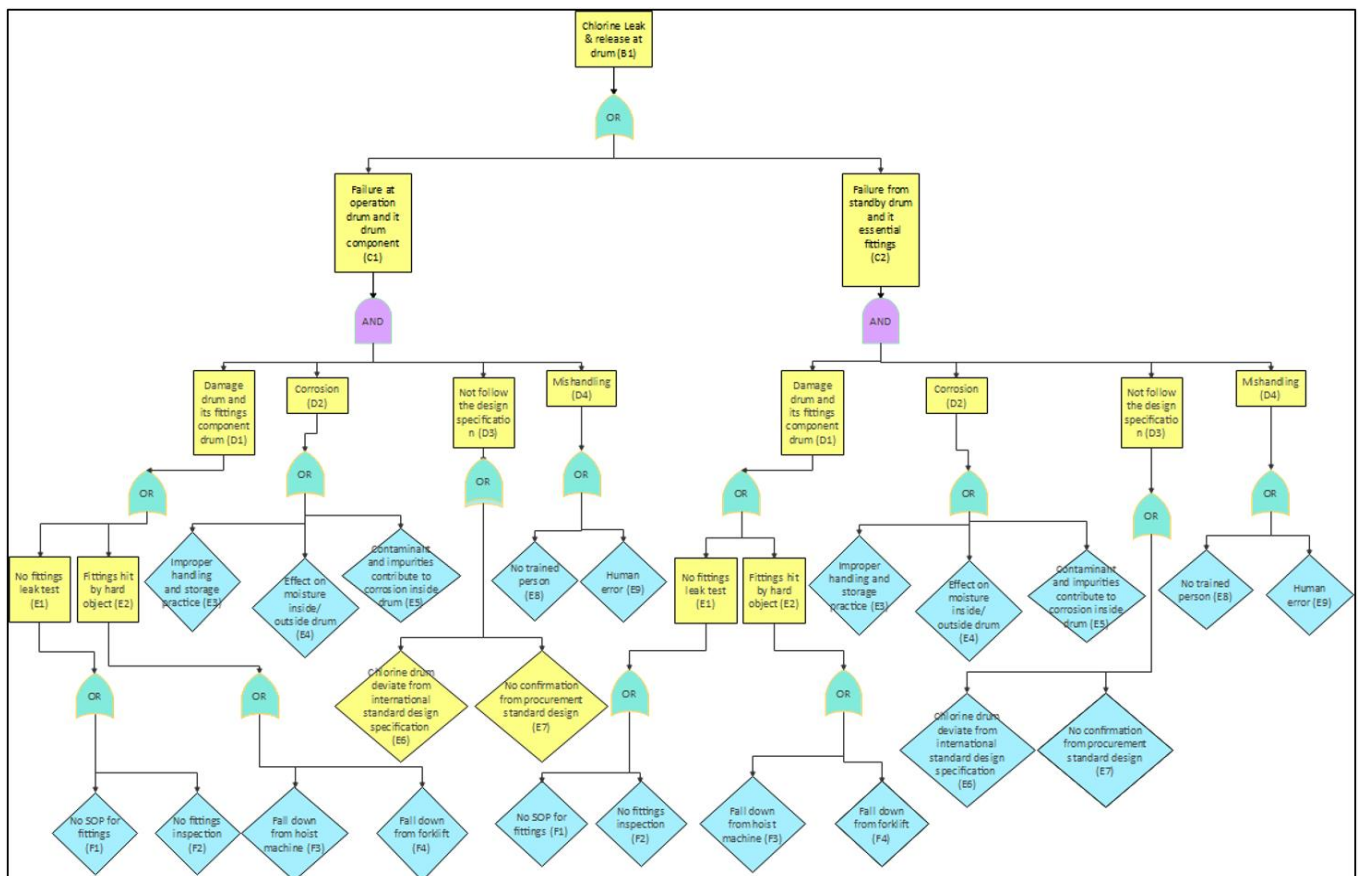 Chlorine Leak
& release at
drum (B1)
OR
Failure at
operation
drum and it
drum
component
(C1)
Failure from
standby drum
and it
essential
fittings
(C2)
AND
AND
Damage
drum and
its fittings
component
drum (D1)
Corrosion
(D2)
Not follow
the design
specificatio
n (D3)
Mishandling
(D4)
Damage
drum and
its fittings
component
drum (D1)
Corrosion
(D2)
Not follow
the design
specificatio
n (D3)
Mishandling
(D4)
OR
OR
OR
OR
OR
OR
OR
OR
No fittings
leak test
(E1)
Fittings hit
by hard
object (E2)
Improper
handling
and storage
practice (E3)
Effect on
moisture
inside/
outside drum
(E4)
Contaminant
and impurities
contribute to
corrosion inside
drum (E5)
No trained
person
(E8)
Human
error (E9)
No fittings
leak test
(E1)
Fittings hit
by hard
object (E2)
Improper
handling and
storage
practice (E3)
Effect on
moisture
inside/
outside drum
(E4)
Contaminant
and impurities
contribute to
corrosion inside
drum (E5)
No trained
person (E8)
Human
error (E9)
OR
OR
Chlorine drum
deviate from
international
standard design
specification
(E6)
No confirmation
from procurement
standard design
(E7)
OR
OR
Chlorine drum
deviate from
international
standard design
specification
(E6)
No confirmation
from procurement
standard design
(E7)
No SOP for
fittings
(F1)
No fittings
inspection
(F2)
Fall down
from hoist
machine (F3)
Fall down
from forklift
(F4)
No SOP for
fittings (F1)
No fittings
inspection
(F2)
Fall down
from hoist
machine (F3)
Fall down
from forklift
(F4)